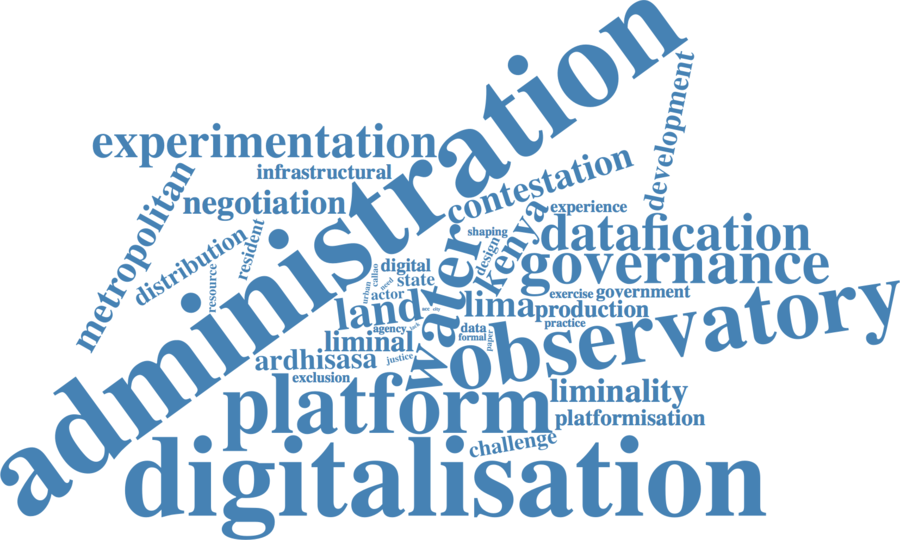 administration
development
experimentation
infrastructural
contestation
metropolitan
negotiation
kenya
experience
distribution
resident
shaping
datafication
design
governance
resource
digital
callao
water
state
need
urban
actor
exercise
government
land
lima
production
city
observatory
practice
agency
lack
data
formal
paper
liminal
justice
ardhisasa
exclusion
platform
liminality
platformisation
challenge
digitalisation